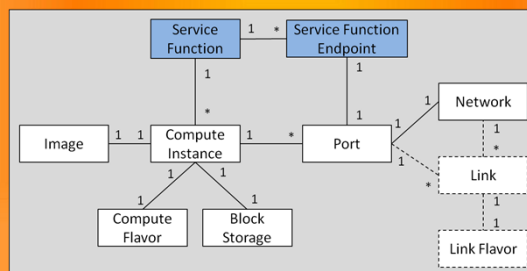 Service
Function
1
*
Service Function
Endpoint
1
1
*
1
Image
1
1
Compute
Instance
1
*
Port
1
1
Network
1
*
1
*
Link
1
1
Compute
Flavor
1
1
Block
Storage
1
1
Link Flavor